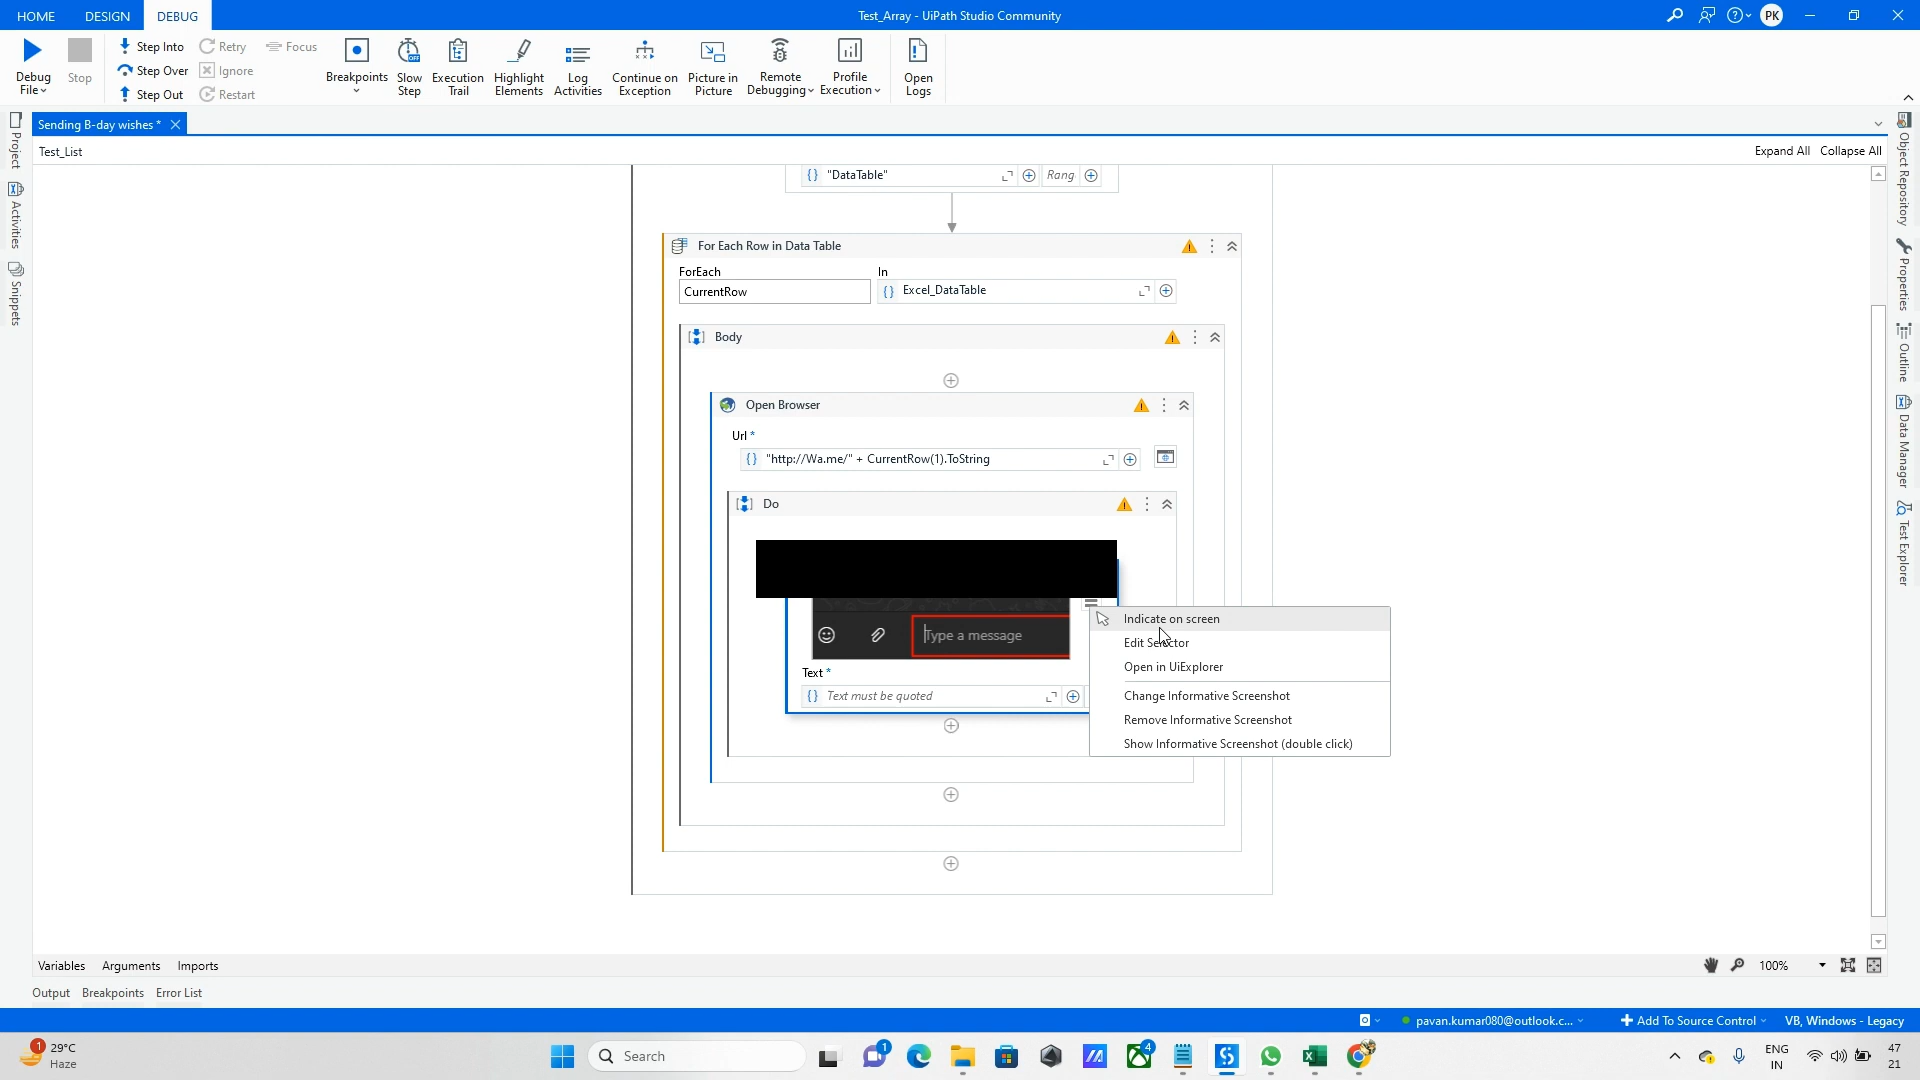 HOME DESIGN DEBUG
Test_Array - UiPath Studio Community
PK
Debug File
Stop
Step Into
Step Over
Step Out
Retry
Ignore
Restart
Focus
Breakpoints
Slow Step
Execution Trail
Highlight Elements
Log Activities
Continue on Exception
Picture in Picture
Remote Debugging
Profile Execution
Open Logs
Sending B-day wishes *
Test_List
Expand All Collapse All
Project
Activities
Snippets
Object Repository
Properties
Outline
Data Manager
Test Explorer
"DataTable" Rang
For Each Row in Data Table
ForEach In
CurrentRow Excel_DataTable
Body
Open Browser
Url *
"http://Wa.me/" + CurrentRow(1).ToString
Do
Type a message
Text *
Text must be quoted
Indicate on screen
Edit Selector
Open in UiExplorer
Change Informative Screenshot
Remove Informative Screenshot
Show Informative Screenshot (double click)
Variables Arguments Imports
100%
Output Breakpoints Error List
pavan.kumar080@outlook.c...
Add To Source Control
VB, Windows - Legacy
1
29°C
Haze
Search
1
4
ENG
IN
47
21